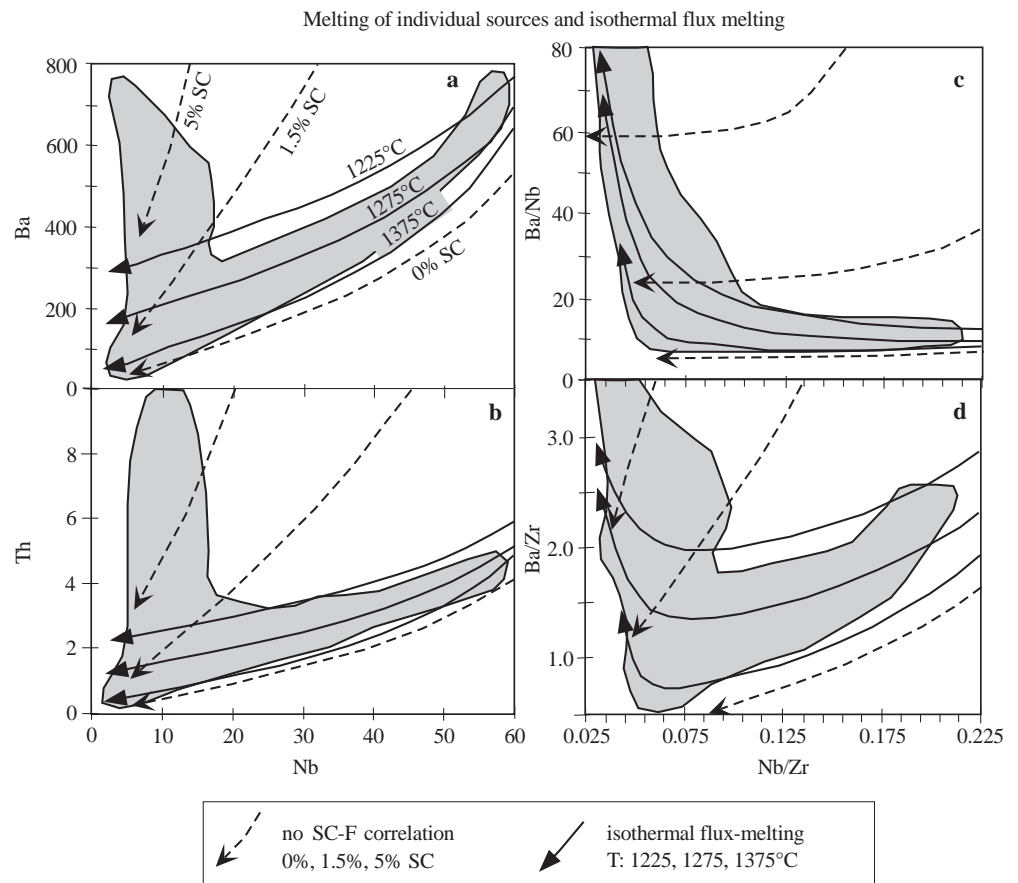 Melting of individual sources and isothermal flux melting
800
600
400
200
0
Ba
a
5% SC
1.5% SC
1225°C
1275°C
1375°C
0% SC
80
60
40
20
0
Ba/Nb
c
8
6
4
2
0
Th
b
0
10
20
30
40
50
60
Nb
3.0
2.0
1.0
Ba/Zr
d
0.025
0.075
0.125
0.175
0.225
Nb/Zr
no SC-F correlation
0%, 1.5%, 5% SC
isothermal flux-melting
T: 1225, 1275, 1375°C